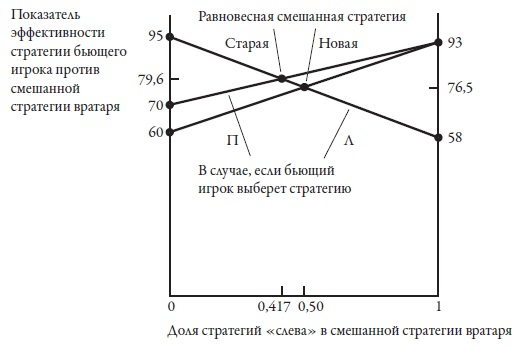 Показатель
эффективности
стратегии бьющего
игрока против
смешанной
стратегии вратаря
Равновесная смешанная стратегия
Старая
Новая
95
79,6
70
60
93
76,5
58
П
Л
В случае, если бьющий
игрок выберет стратегию
0
0,417
0,50
1
Доля стратегий «слева» в смешанной стратегии вратаря